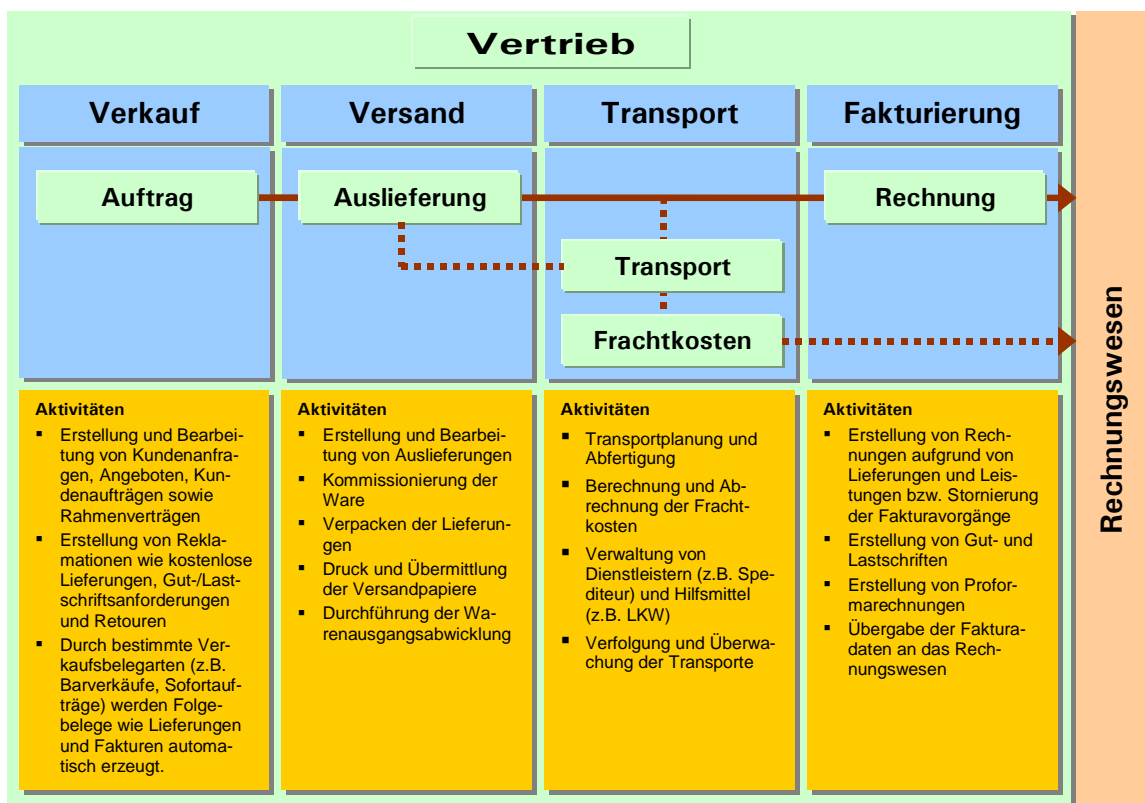 Vertrieb
Verkauf
Versand
Transport
Fakturierung
Auftrag
Auslieferung
Rechnung
Transport
Frachtkosten
Rechnungswesen
Aktivitäten
▪ Erstellung und Bearbei-
tung von Kundenanfra-
gen, Angeboten, Kun-
denaufträgen sowie
Rahmenverträgen
▪ Erstellung von Rekla-
mationen wie kostenlose
Lieferungen, Gut-/Last-
schriftsanforderungen
und Retouren
▪ Durch bestimmte Ver-
kaufsbelegarten (z.B.
Barverkäufe, Sofortauf-
träge) werden Folge-
belege wie Lieferungen
und Fakturen automa-
tisch erzeugt.
Aktivitäten
▪ Erstellung und Bearbei-
tung von Auslieferungen
▪ Kommissionierung der
Ware
▪ Verpacken der Lieferun-
gen
▪ Druck und Übermittlung
der Versandpapiere
▪ Durchführung der Wa-
renausgangsabwicklung
Aktivitäten
▪ Transportplanung und
Abfertigung
▪ Berechnung und Ab-
rechnung der Fracht-
kosten
▪ Verwaltung von
Dienstleistern (z.B. Spe-
diteur) und Hilfsmittel
(z.B. LKW)
▪ Verfolgung und Überwa-
chung der Transporte
Aktivitäten
▪ Erstellung von Rech-
nungen aufgrund von
Lieferungen und Leis-
tungen bzw. Stornierung
der Fakturavorgänge
▪ Erstellung von Gut- und
Lastschriften
▪ Erstellung von Profor-
marechnungen
▪ Übergabe der Faktura-
daten an das Rech-
nungswesen